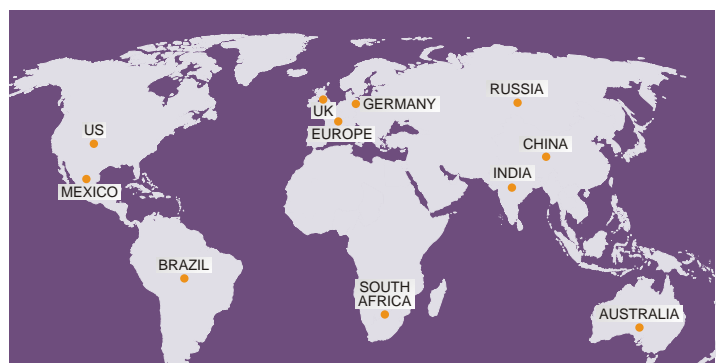 RUSSIA
GERMANY
UK
US
EUROPE
CHINA
INDIA
MEXICO
BRAZIL
SOUTH
AFRICA
AUSTRALIA